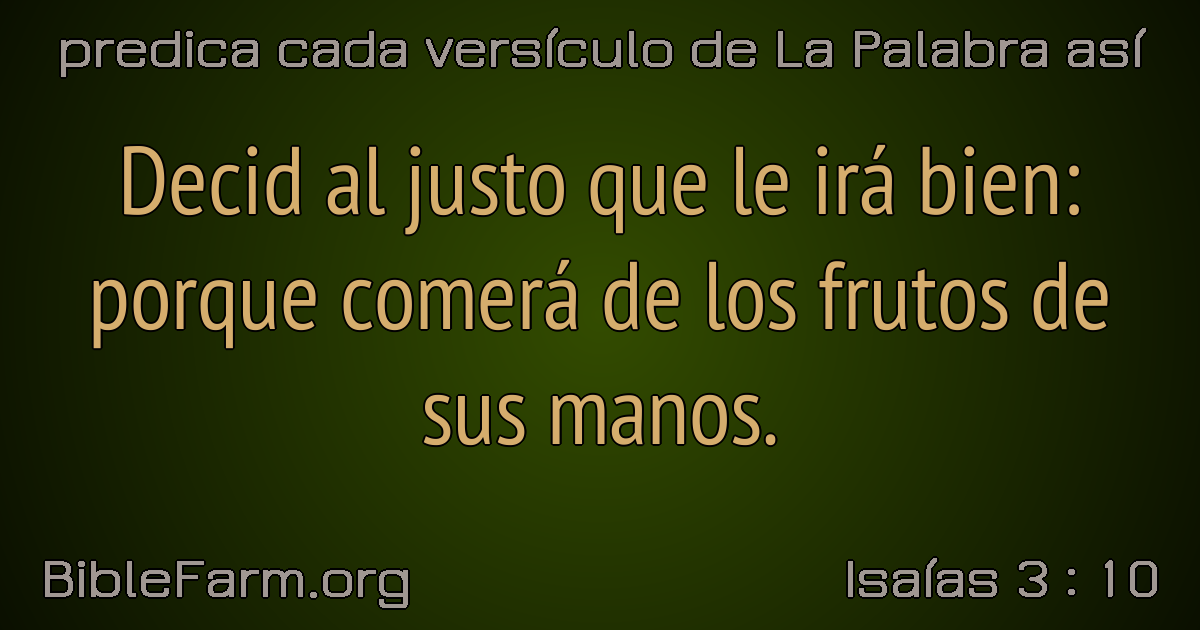 predica cada versículo de La Palabra así
Decid al justo que le irá bien:
porque comerá de los frutos de
sus manos.
BibleFarm.org
Isaías 3 : 10